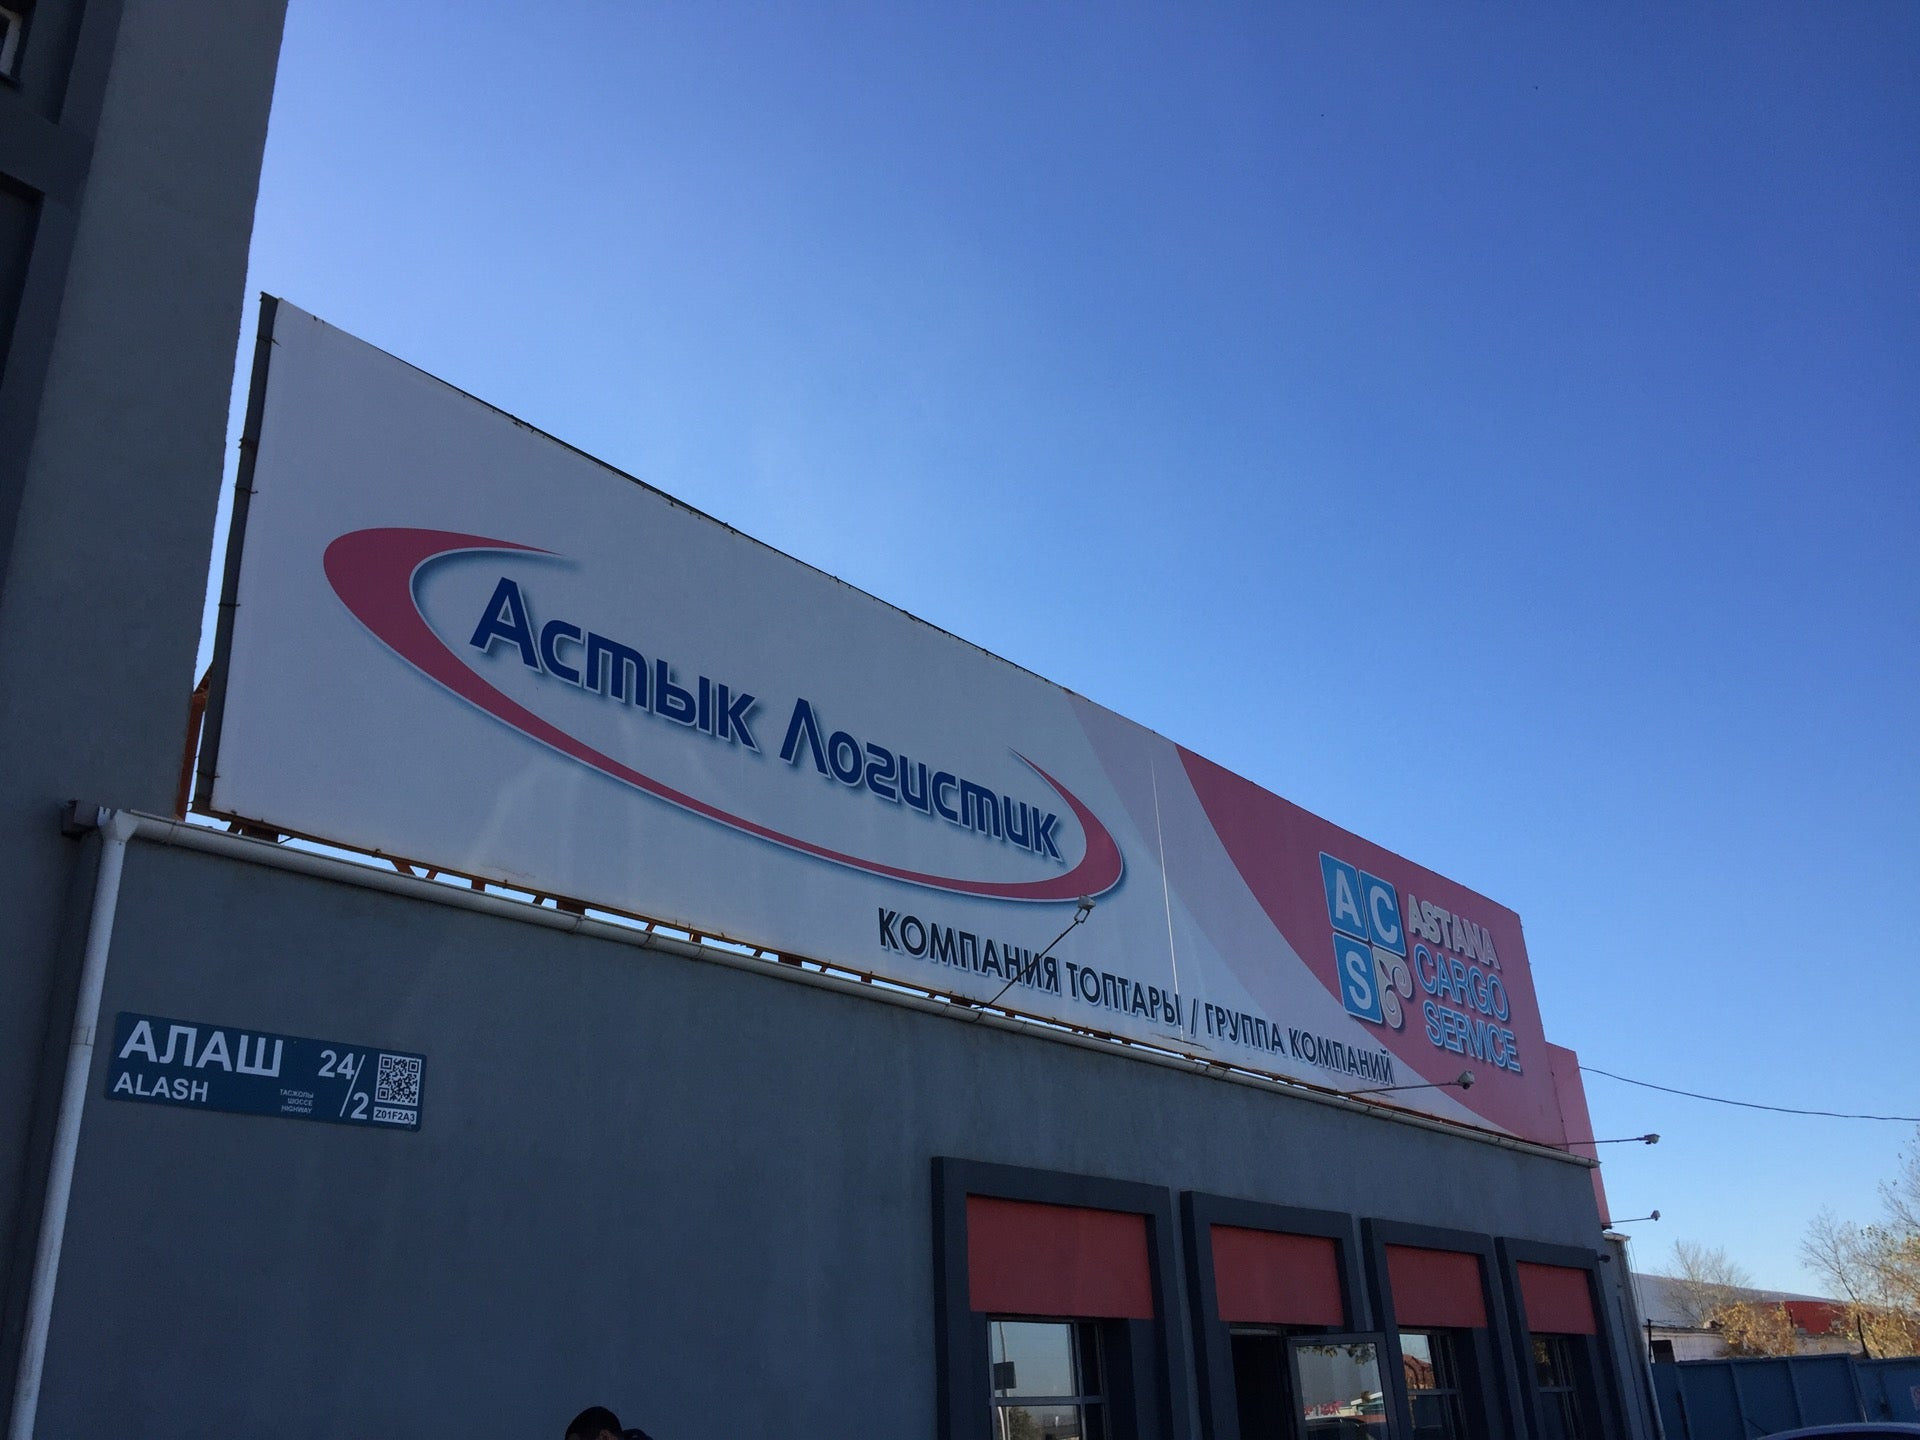 Астык Логистик
КОМПАНИЯ ТОПТАРЫ / ГРУППА КОМПАНИЙ
A C
S
ASTANA
CARGO
SERVICE
АЛАШ
ALASH
ТАСЖОЛЫ
ШОССЕ
HIGHWAY
24/2
Z01F2A3